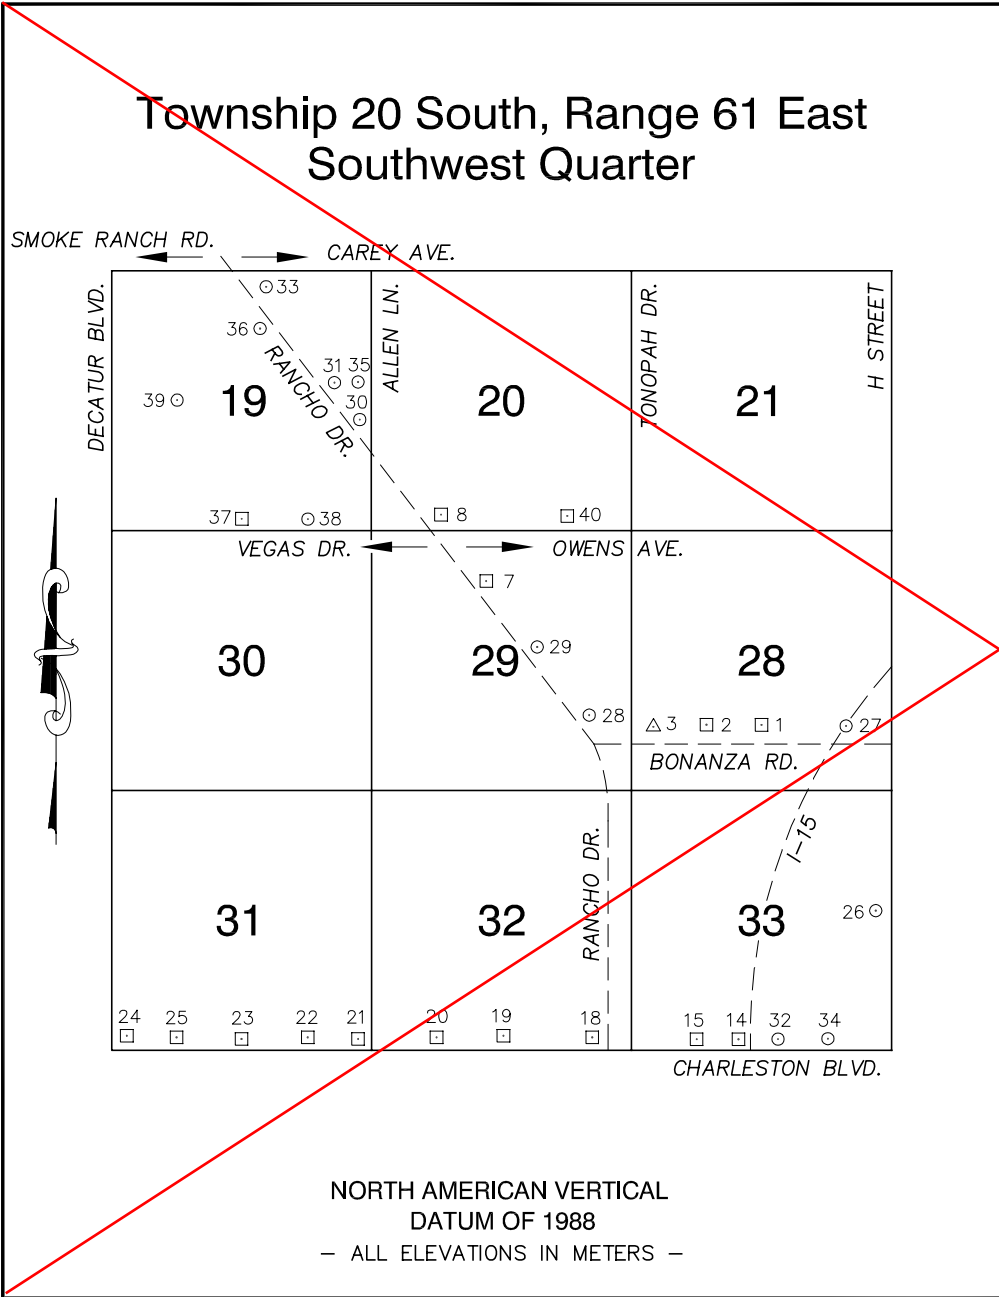 Township 20 South, Range 61 East
Southwest Quarter
SMOKE RANCH RD.
CAREY AVE.
DECATUR BLVD.
ALLEN LN.
TONOPAH DR.
H STREET
33
36
RANCHO DR.
31 35
30
39
19
20
21
37
38
8
40
VEGAS DR.
OWENS AVE.
7
29
30
29
28
28
3
2
1
27
BONANZA RD.
I-15
RANCHO DR.
31
32
33
26
24 25 23 22 21 20 19 18 15 14 32 34
CHARLESTON BLVD.
NORTH AMERICAN VERTICAL
DATUM OF 1988
– ALL ELEVATIONS IN METERS –